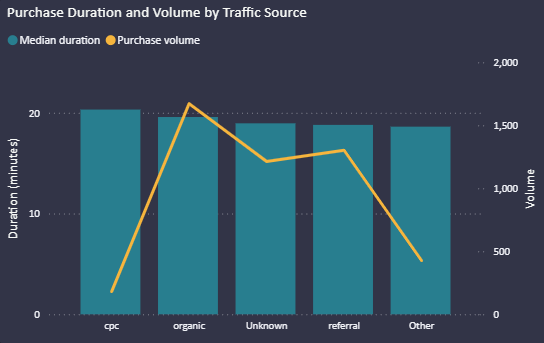 Purchase Duration and Volume by Traffic Source
Median duration Purchase volume
2,000
20
1,500
10
1,000
500
0
0
Duration (minutes)
Volume
cpc organic Unknown referral Other